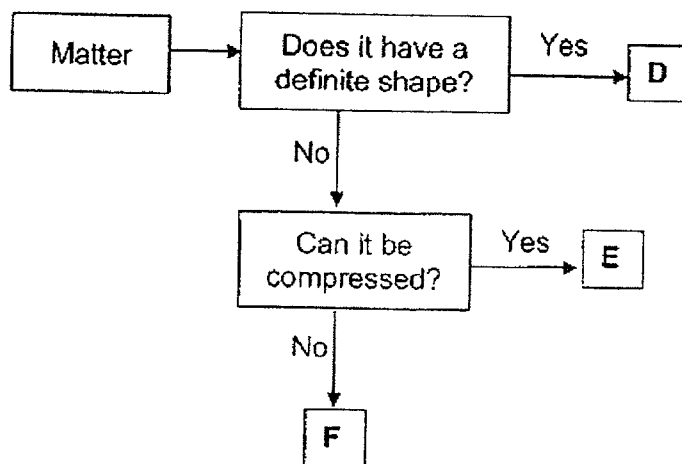 Matter
Does it have a
definite shape?
Yes
D
No
Can it be
compressed?
Yes
E
No
F